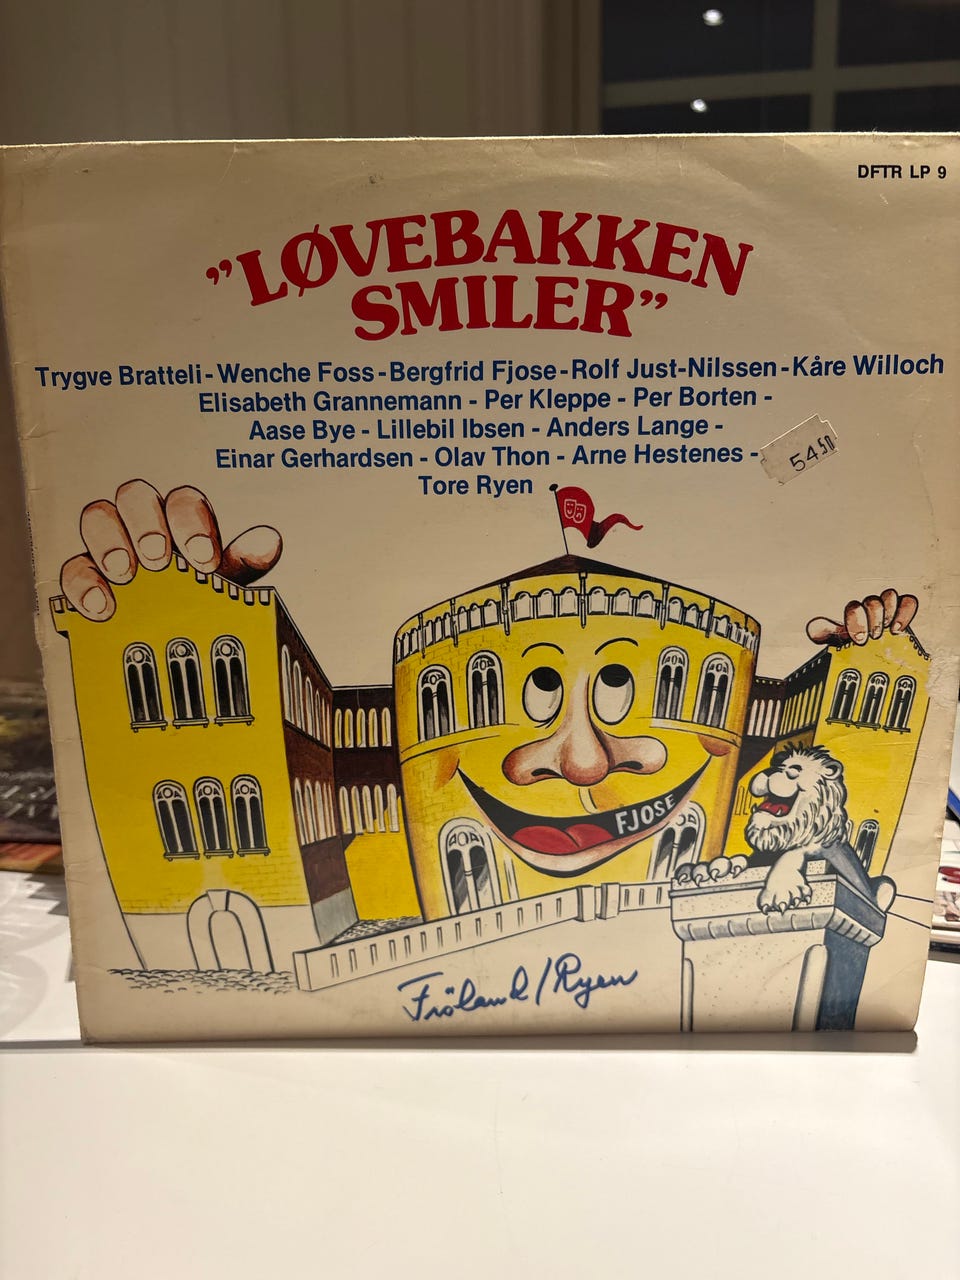 DFTR LP 9
"LØVEBAKKEN
SMILER"
Trygve Bratteli - Wenche Foss - Bergfrid Fjose - Rolf Just-Nilssen - Kåre Willoch
Elisabeth Grannemann - Per Kleppe - Per Borten -
Aase Bye - Lillebil Ibsen - Anders Lange -
Einar Gerhardsen - Olav Thon - Arne Hestenes -
Tore Ryen
54.50
FJOSE
Fröland/Ryen